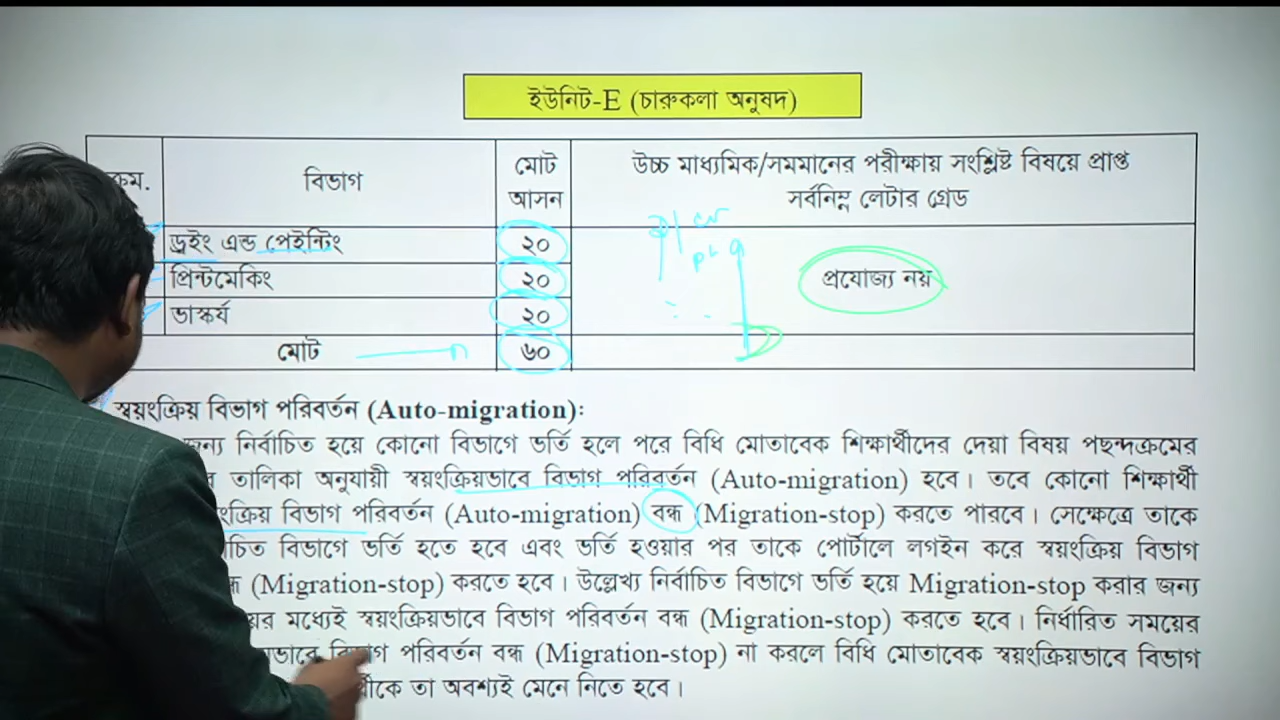 ইউনিট-E (চারুকলা অনুষদ)
বিভাগ মোট আসন উচ্চ মাধ্যমিক/সমমানের পরীক্ষায় সংশ্লিষ্ট বিষয়ে প্রাপ্ত
সর্বনিম্ন লেটার গ্রেড
ড্রইং এন্ড পেইন্টিং ২০
প্রিন্টমেকিং ২০ প্রযোজ্য নয়
ভাস্কর্য ২০
মোট ৬০
স্বয়ংক্রিয় বিভাগ পরিবর্তন (Auto-migration):
জন্য নির্বাচিত হয়ে কোনো বিভাগে ভর্তি হলে পরে বিধি মোতাবেক শিক্ষার্থীদের দেয়া বিষয় পছন্দক্রমের
তালিকা অনুযায়ী স্বয়ংক্রিয়ভাবে বিভাগ পরিবর্তন (Auto-migration) হবে। তবে কোনো শিক্ষার্থী
বিভাগ পরিবর্তন (Auto-migration) বন্ধ (Migration-stop) করতে পারবে। সেক্ষেত্রে তাকে
বিভাগে ভর্তি হতে হবে এবং ভর্তি হওয়ার পর তাকে পোর্টালে লগইন করে স্বয়ংক্রিয় বিভাগ
(Migration-stop) করতে হবে। উল্লেখ্য নির্বাচিত বিভাগে ভর্তি হয়ে Migration-stop করার জন্য
মধ্যেই স্বয়ংক্রিয়ভাবে বিভাগ পরিবর্তন বন্ধ (Migration-stop) করতে হবে। নির্ধারিত সময়ের
বিভাগ পরিবর্তন বন্ধ (Migration-stop) না করলে বিধি মোতাবেক স্বয়ংক্রিয়ভাবে বিভাগ
তা অবশ্যই মেনে নিতে হবে।